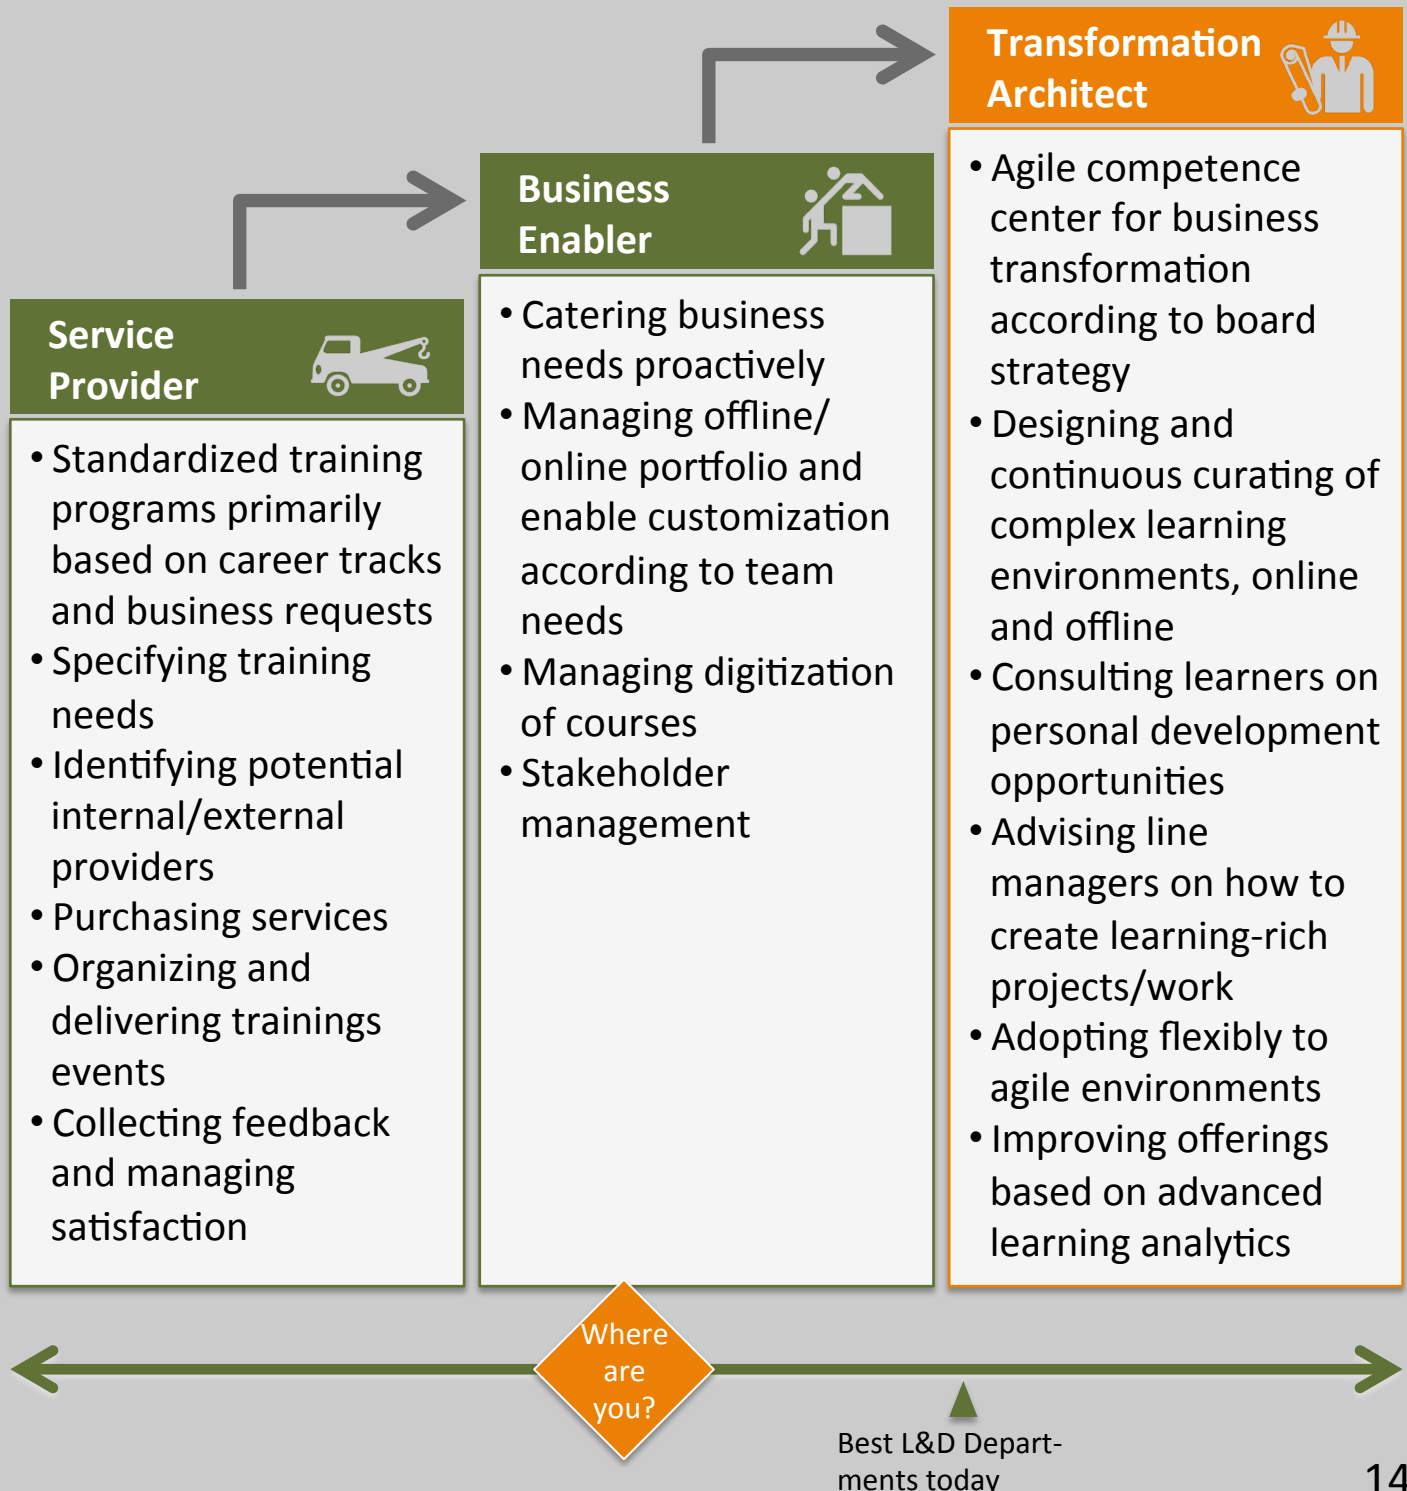 Transformation
Architect
• Agile competence
center for business
transformation
according to board
strategy
• Designing and
continuous curating of
complex learning
environments, online
and offline
• Consulting learners on
personal development
opportunities
• Advising line
managers on how to
create learning-rich
projects/work
• Adopting flexibly to
agile environments
• Improving offerings
based on advanced
learning analytics
Business
Enabler
• Catering business
needs proactively
• Managing offline/
online portfolio and
enable customization
according to team
needs
• Managing digitization
of courses
• Stakeholder
management
Service
Provider
• Standardized training
programs primarily
based on career tracks
and business requests
• Specifying training
needs
• Identifying potential
internal/external
providers
• Purchasing services
• Organizing and
delivering trainings
events
• Collecting feedback
and managing
satisfaction
Where
are
you?
Best L&D Depart-
ments today
14